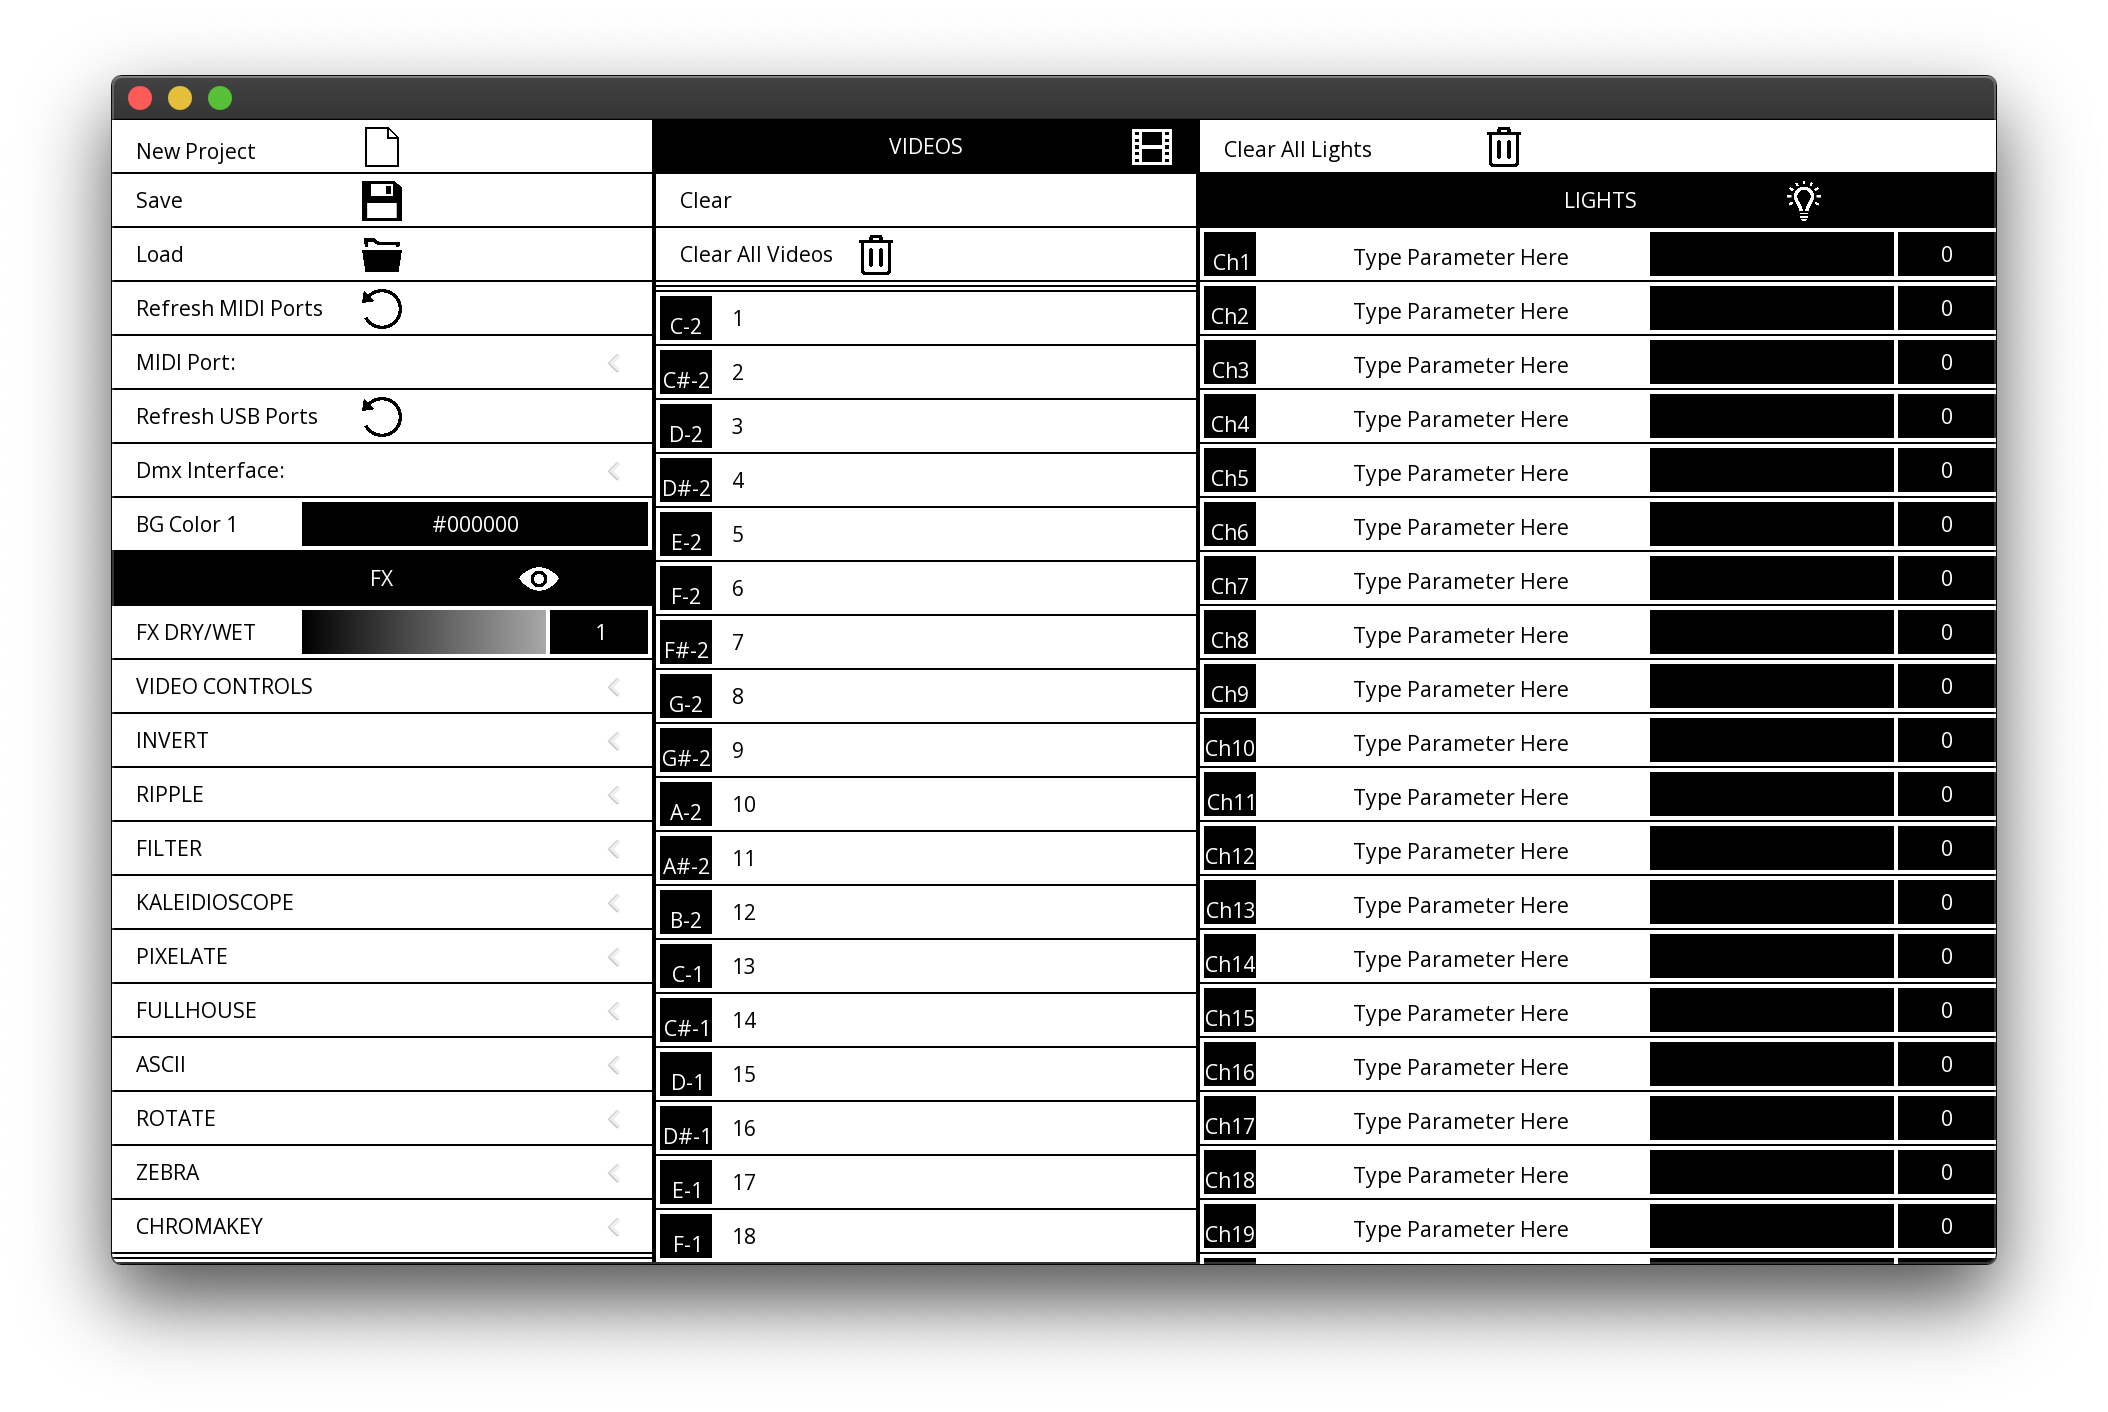 New Project
Save
Load
Refresh MIDI Ports
MIDI Port:
Refresh USB Ports
Dmx Interface:
BG Color 1 #000000
FX
FX DRY/WET 1
VIDEO CONTROLS
INVERT
RIPPLE
FILTER
KALEIDIOSCOPE
PIXELATE
FULLHOUSE
ASCII
ROTATE
ZEBRA
CHROMAKEY
VIDEOS
Clear
Clear All Videos
C-2 1
C#-2 2
D-2 3
D#-2 4
E-2 5
F-2 6
F#-2 7
G-2 8
G#-2 9
A-2 10
A#-2 11
B-2 12
C-1 13
C#-1 14
D-1 15
D#-1 16
E-1 17
F-1 18
Clear All Lights
LIGHTS
Ch1 Type Parameter Here 0
Ch2 Type Parameter Here 0
Ch3 Type Parameter Here 0
Ch4 Type Parameter Here 0
Ch5 Type Parameter Here 0
Ch6 Type Parameter Here 0
Ch7 Type Parameter Here 0
Ch8 Type Parameter Here 0
Ch9 Type Parameter Here 0
Ch10 Type Parameter Here 0
Ch11 Type Parameter Here 0
Ch12 Type Parameter Here 0
Ch13 Type Parameter Here 0
Ch14 Type Parameter Here 0
Ch15 Type Parameter Here 0
Ch16 Type Parameter Here 0
Ch17 Type Parameter Here 0
Ch18 Type Parameter Here 0
Ch19 Type Parameter Here 0